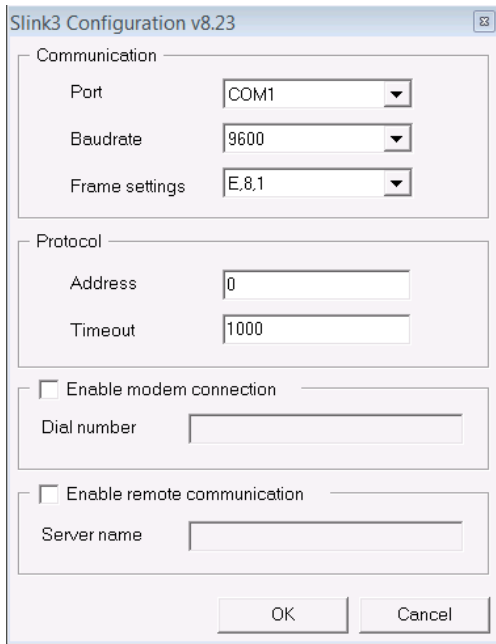 Slink3 Configuration v8.23
Communication
Port COM1
Baudrate 9600
Frame settings E,8,1
Protocol
Address 0
Timeout 1000
Enable modem connection
Dial number
Enable remote communication
Server name
OK Cancel